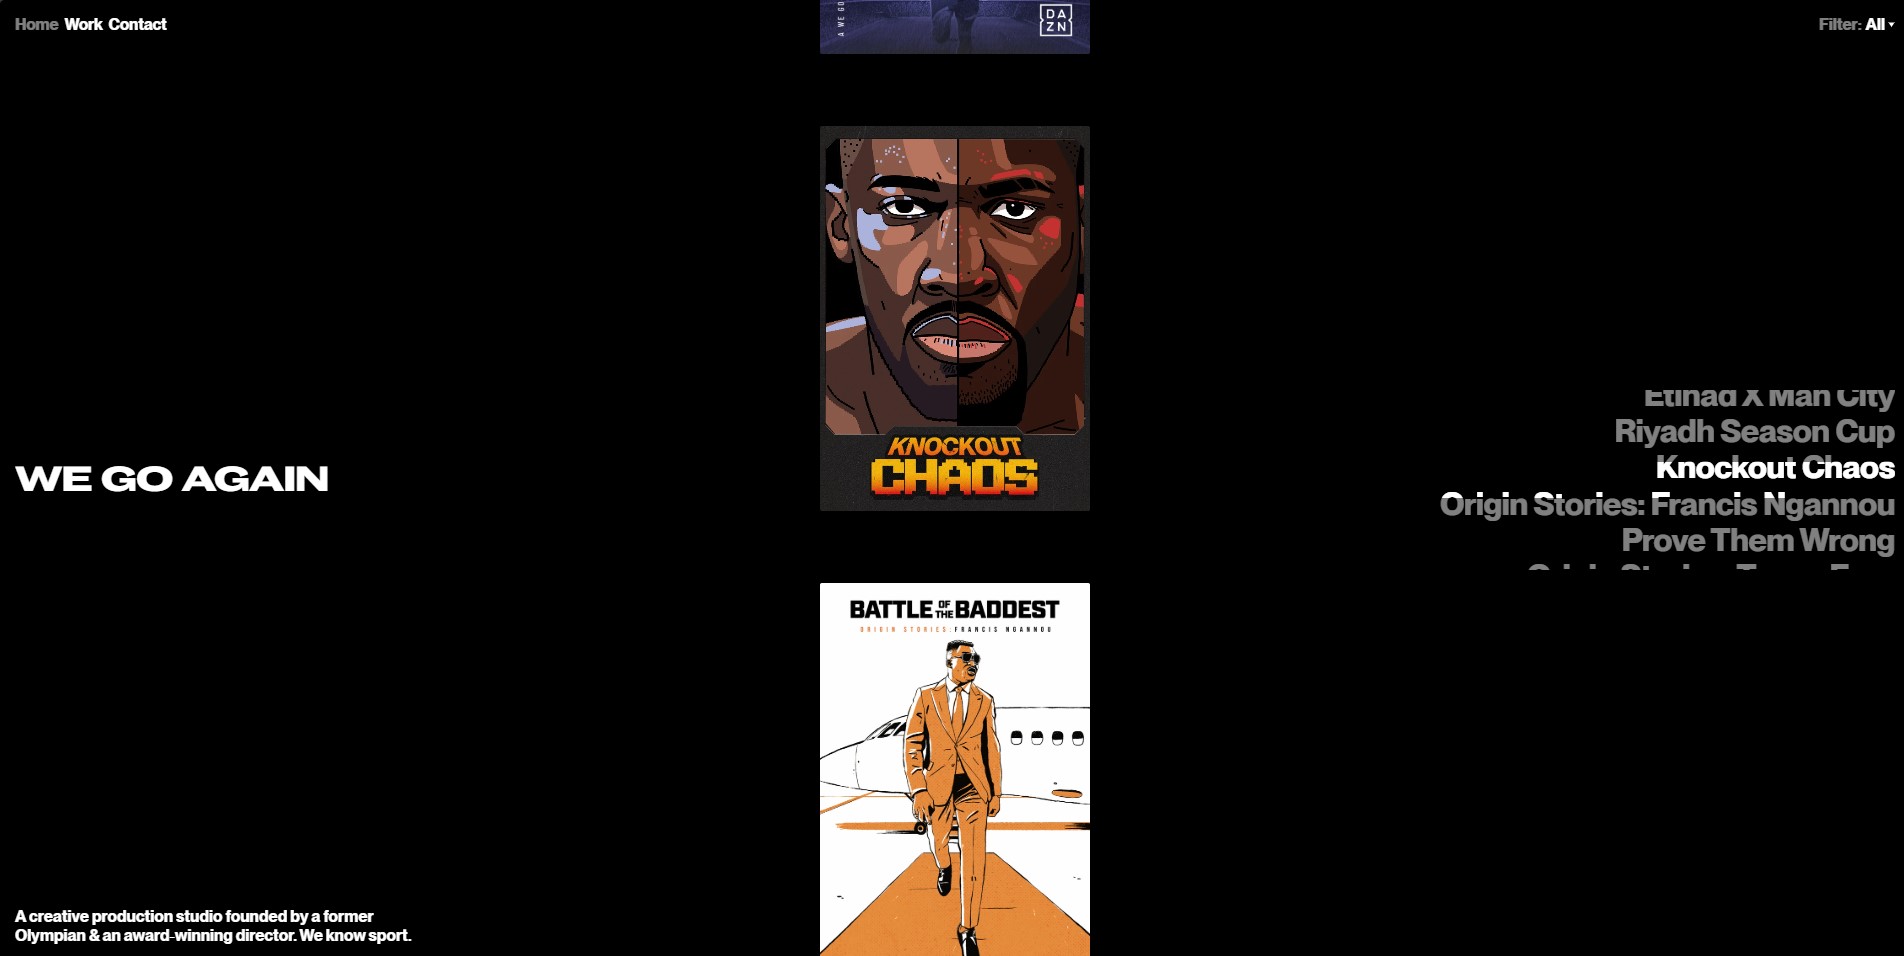 Home Work Contact
Filter: All
A WE GO
DA
ZN
KNOCKOUT
CHAOS
WE GO AGAIN
Etihad X Man City
Riyadh Season Cup
Knockout Chaos
Origin Stories: Francis Ngannou
Prove Them Wrong
BATTLE OF THE BADDEST
ORIGIN STORIES: FRANCIS NGANNOU
A creative production studio founded by a former
Olympian & an award-winning director. We know sport.